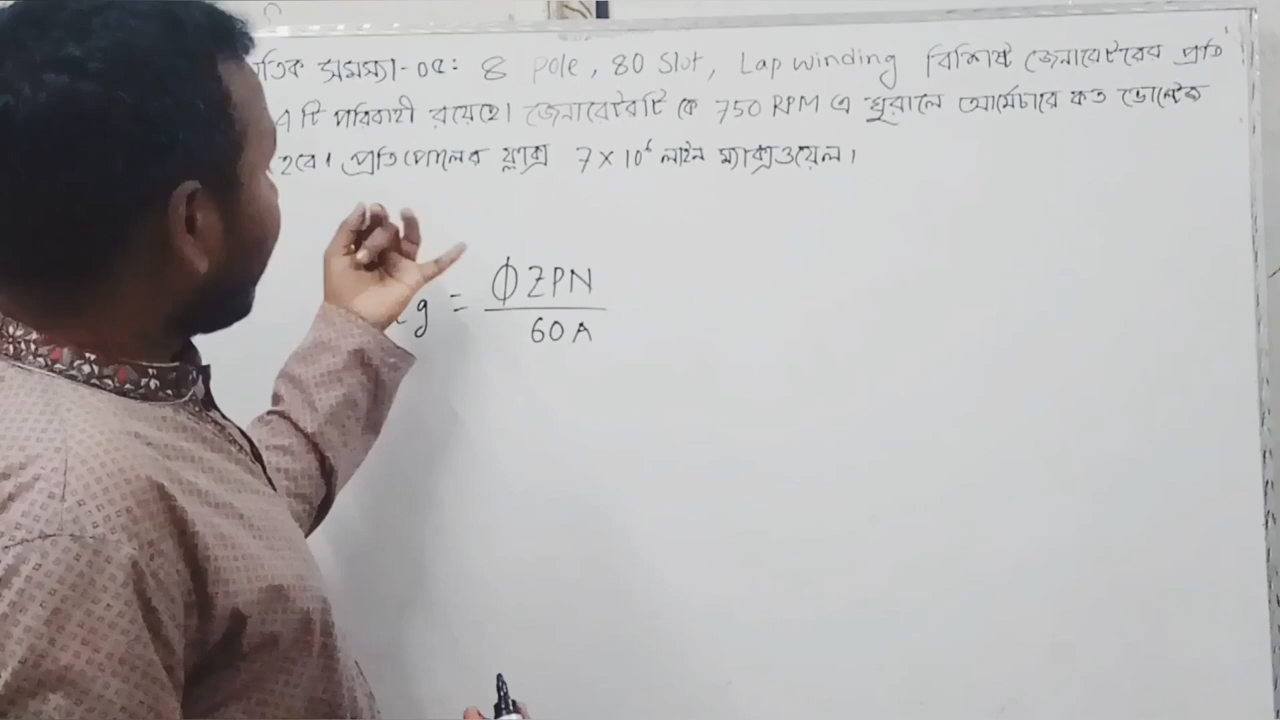 তিক সমস্যা-০৫: 8 pole, 80 Slot, Lap winding বিশিষ্ট জেনারেটরের প্রতি
টি পরিবাহী রয়েছে। জেনারেটরটি কে 750 RPM এ ঘুরালে আর্মেচারে কত ভোল্টেজ
হবে। প্রতি পোলের ফ্লাক্স 7 × 10⁶ লাইন ম্যাক্সওয়েল।
g = ϕZPN
60A